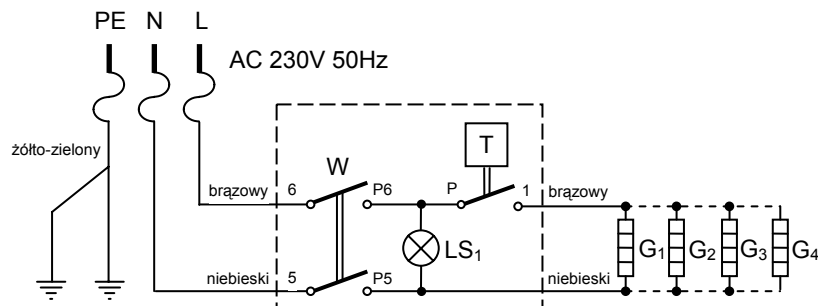 PE N L
AC 230V 50Hz
żółto-zielony
W
T
brązowy 6 P6 P 1 brązowy
LS1
G1 G2 G3 G4
niebieski 5 P5 niebieski